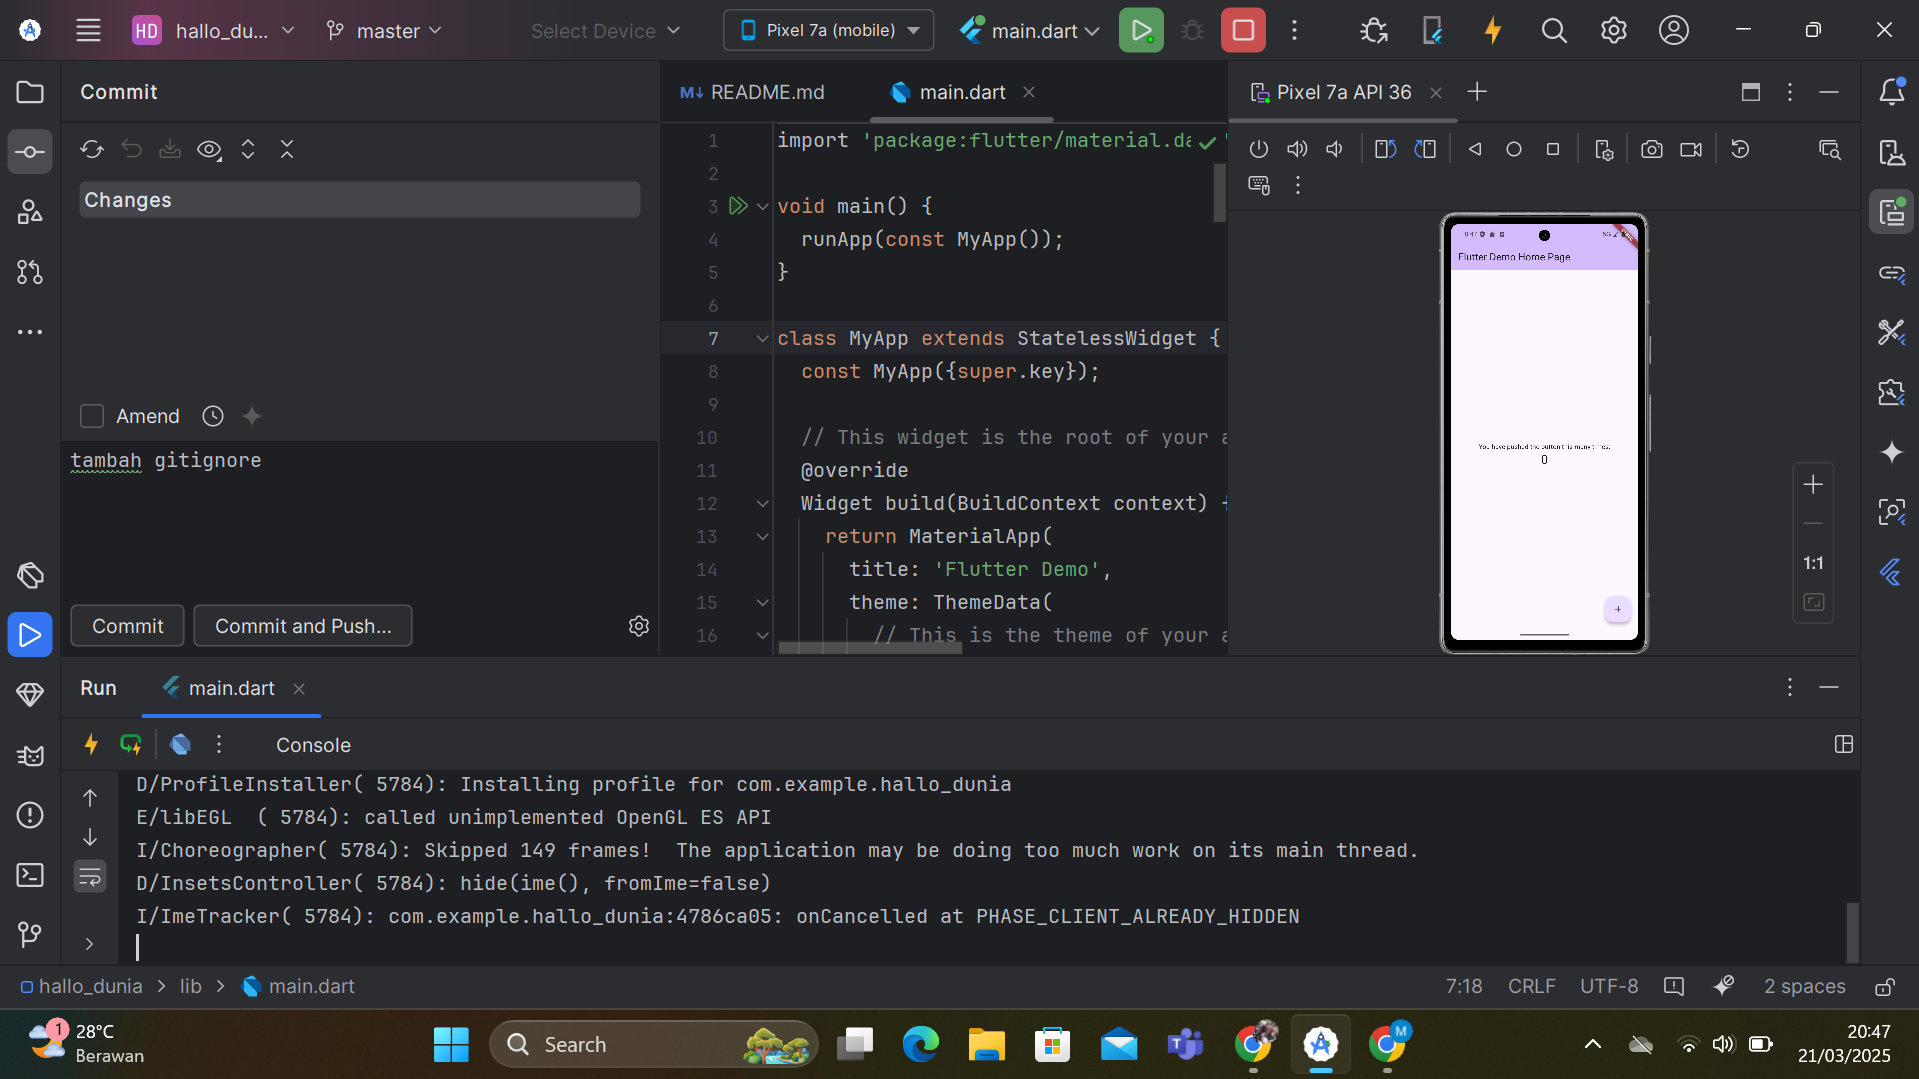 HD hallo_du... master Select Device Pixel 7a (mobile) main.dart
Commit
Changes
Amend
tambah gitignore
Commit Commit and Push...
README.md main.dart
1 import 'package:flutter/material.da
2
3 void main() {
4 runApp(const MyApp());
5 }
6
7 class MyApp extends StatelessWidget {
8 const MyApp({super.key});
9
10 // This widget is the root of your a
11 @override
12 Widget build(BuildContext context) {
13 return MaterialApp(
14 title: 'Flutter Demo',
15 theme: ThemeData(
16 // This is the theme of your a
Pixel 7a API 36
Flutter Demo Home Page
You have pushed the button this many times:
0
+
1:1
Run main.dart
Console
D/ProfileInstaller( 5784): Installing profile for com.example.hallo_dunia
E/libEGL  ( 5784): called unimplemented OpenGL ES API
I/Choreographer( 5784): Skipped 149 frames!  The application may be doing too much work on its main thread.
D/InsetsController( 5784): hide(ime(), fromIme=false)
I/ImeTracker( 5784): com.example.hallo_dunia:4786ca05: onCancelled at PHASE_CLIENT_ALREADY_HIDDEN
hallo_dunia > lib > main.dart 7:18 CRLF UTF-8 2 spaces
1 28°C
Berawan
Search
M
20:47
21/03/2025